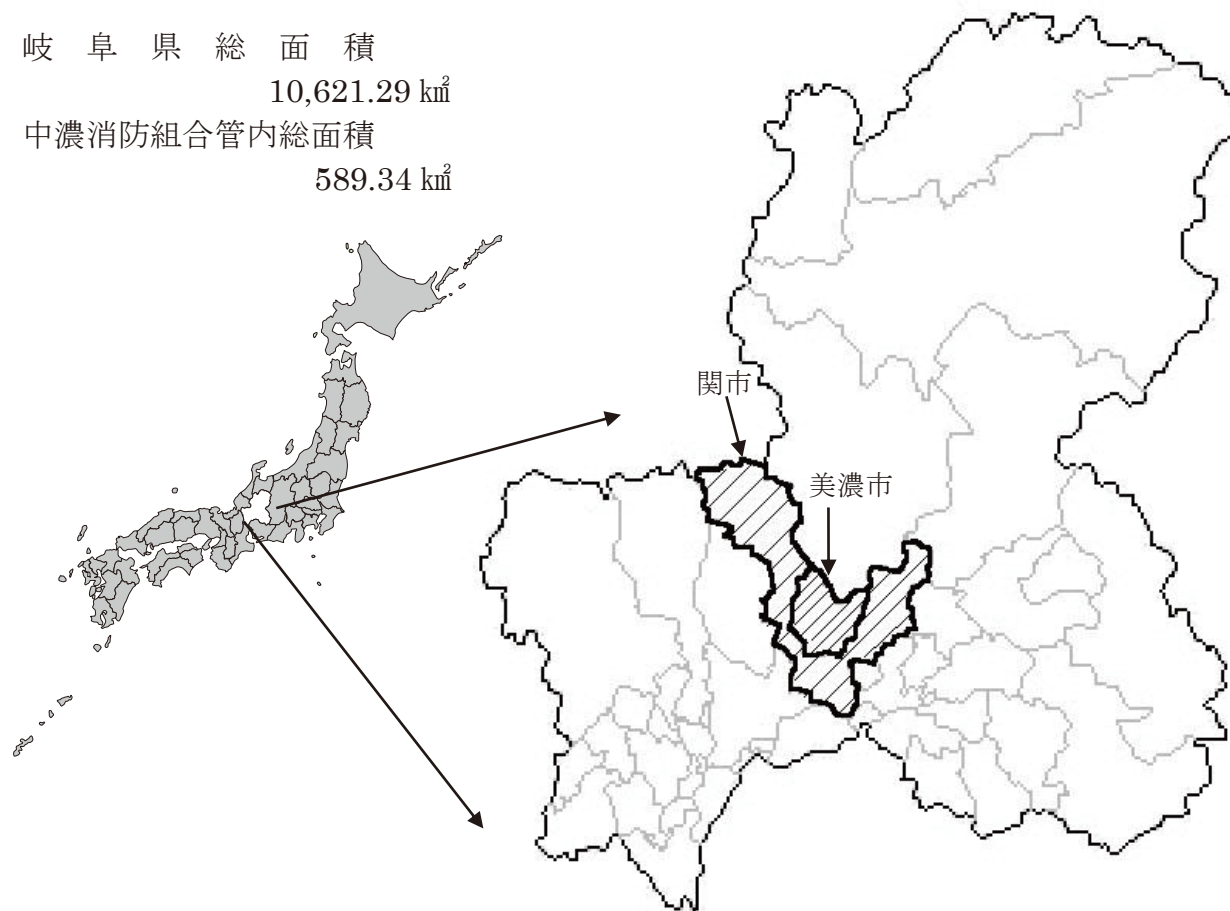 岐阜県総面積
10,621.29 ㎢
中濃消防組合管内総面積
589.34 ㎢
関市
美濃市